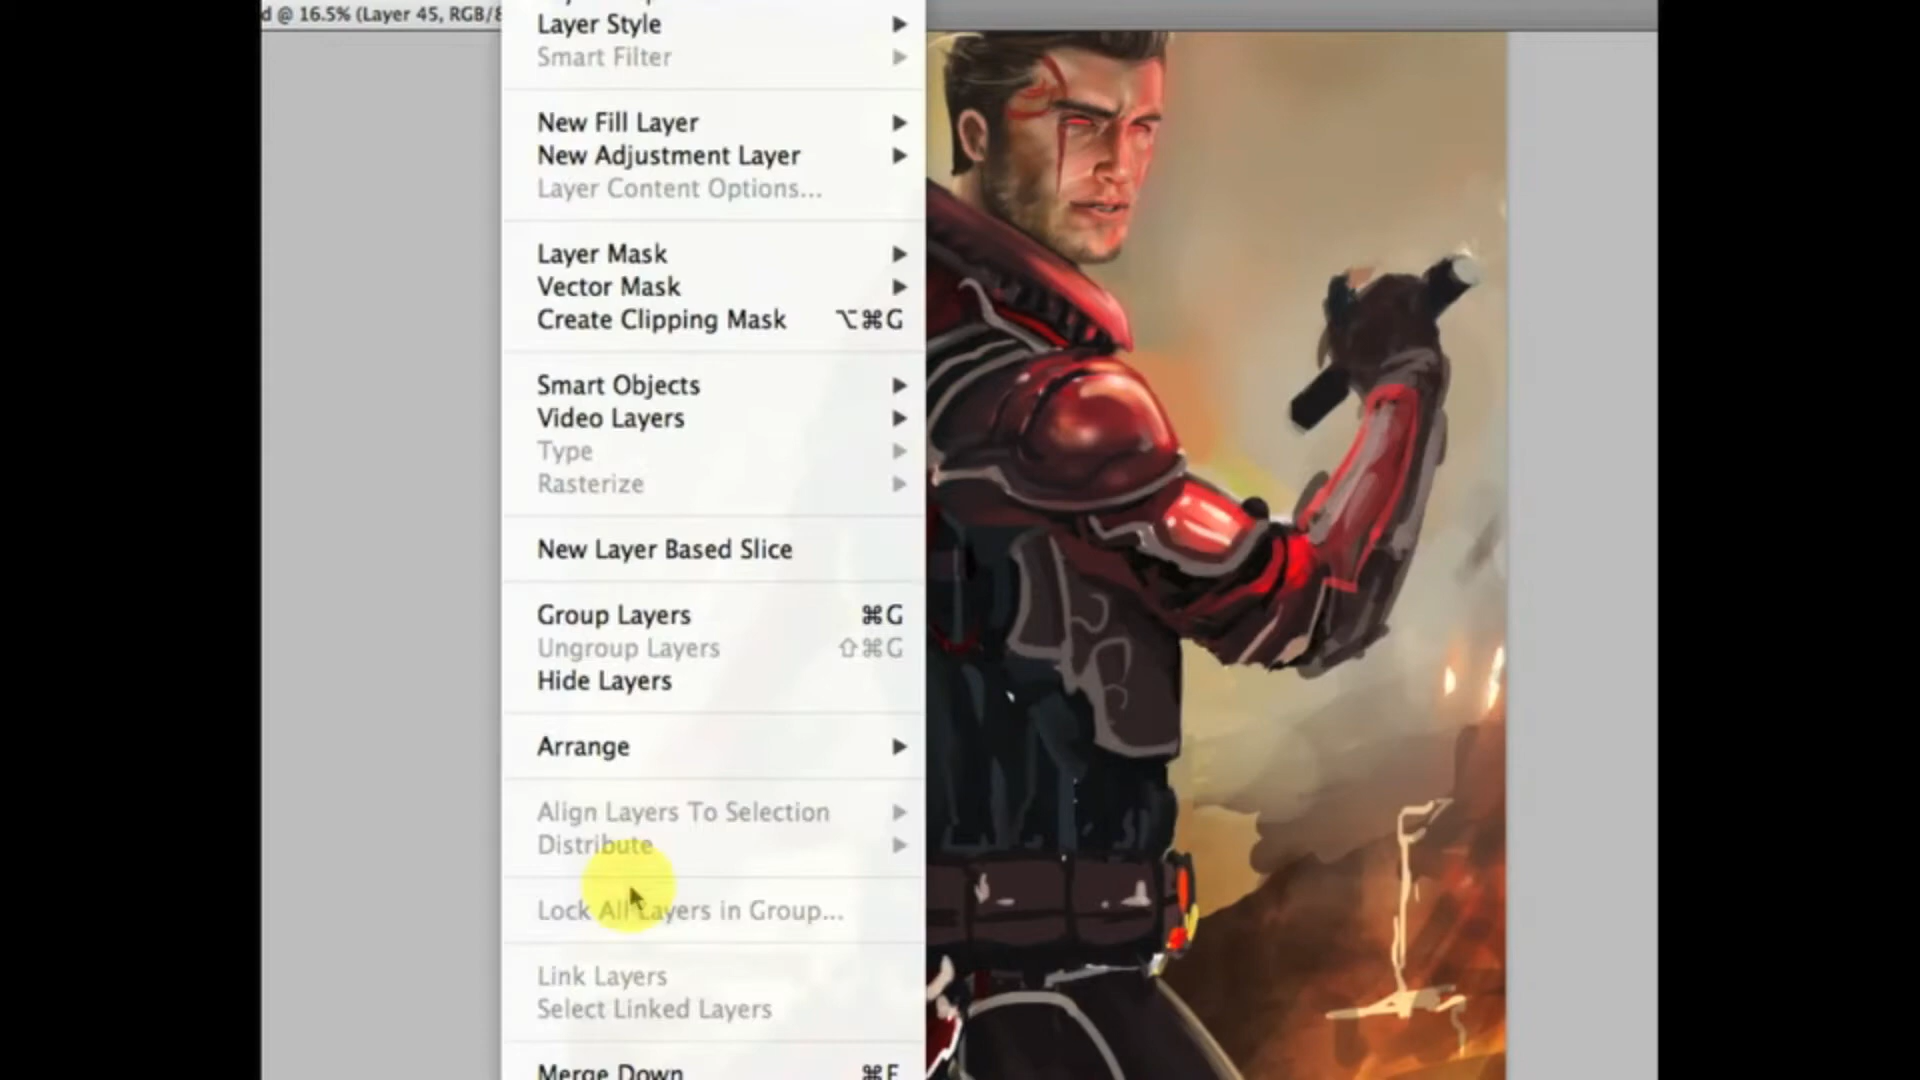 d @ 16.5% (Layer 45, RGB/8
Layer Style
Smart Filter
New Fill Layer
New Adjustment Layer
Layer Content Options...
Layer Mask
Vector Mask
Create Clipping Mask ⌥⌘G
Smart Objects
Video Layers
Type
Rasterize
New Layer Based Slice
Group Layers ⌘G
Ungroup Layers ⇧⌘G
Hide Layers
Arrange
Align Layers To Selection
Distribute
Lock All Layers in Group...
Link Layers
Select Linked Layers
Merge Down ⌘E